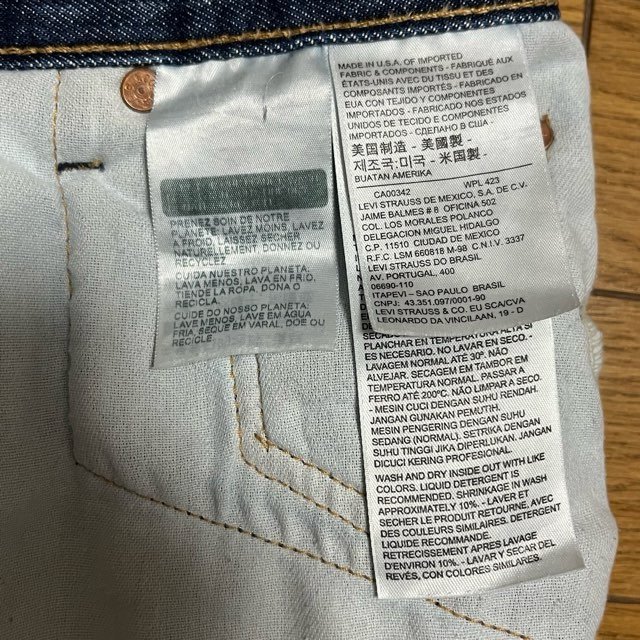 PRENEZ SOIN DE NOTRE
PLANÈTE: LAVEZ MOINS, LAVEZ
À FROID, LAISSEZ SÉCHER
NATURELLEMENT, DONNEZ OU
RECYCLEZ
CUIDA NUESTRO PLANETA:
LAVA MENOS, LAVA EN FRÍO,
TIENDE LA ROPA, DONA O
RECICLA.
CUIDE DO NOSSO PLANETA:
LAVE MENOS, LAVE EM ÁGUA
FRIA, SEQUE EM VARAL, DOE OU
RECICLE.
MADE IN U.S.A. OF IMPORTED
FABRIC & COMPONENTS - FABRIQUÉ AUX
ÉTATS-UNIS AVEC DU TISSU ET DES
COMPOSANTS IMPORTÉS - FABRICADO EN
EUA CON TEJIDO Y COMPONENTES
IMPORTADOS - FABRICADO NOS ESTADOS
UNIDOS DE TECIDO E COMPONENTES
IMPORTADOS - СДЕЛАНО В США -
美国制造 - 美國製 -
제조국:미국 - 米国製 -
BUATAN AMERIKA
CA00342 WPL 423
LEVI STRAUSS DE MEXICO, S.A. DE C.V.
JAIME BALMES # 8 OFICINA 502
COL. LOS MORALES POLANCO
DELEGACION MIGUEL HIDALGO
C.P. 11510 CIUDAD DE MEXICO
R.F.C. LSM 660818 M-98 C.N.I.V. 3337
LEVI STRAUSS DO BRASIL
AV. PORTUGAL, 400
06690-110
ITAPEVI – SAO PAULO BRASIL
CNPJ: 43.351.097/0001-90
LEVI STRAUSS & CO. EU SCA/CVA
LEONARDO DA VINCILAAN, 19 - D
PLANCHAR EN TEMPERATURA ALTA SI
ES NECESARIO. NO LAVAR EN SECO. -
LAVAGEM NORMAL ATÉ 30º. NÃO
ALVEJAR. SECAGEM EM TAMBOR EM
TEMPERATURA NORMAL. PASSAR A
FERRO ATÉ 200ºC. NÃO LIMPAR A SECO.
- MESIN CUCI DENGAN SUHU RENDAH.
JANGAN GUNAKAN PEMUTIH.
MESIN PENGERING DENGAN SUHU
SEDANG (NORMAL). SETRIKA DENGAN
SUHU TINGGI JIKA DIPERLUKAN. JANGAN
DICUCI KERING PROFESIONAL.
WASH AND DRY INSIDE OUT WITH LIKE
COLORS. LIQUID DETERGENT IS
RECOMMENDED. SHRINKAGE IN WASH
APPROXIMATELY 10%. - LAVER ET
SÉCHER LE PRODUIT RETOURNÉ, AVEC
DES COULEURS SIMILAIRES. DÉTERGENT
LIQUIDE RECOMMANDÉ.
RETRECISSEMENT APRES LAVAGE
D'ENVIRON 10%. - LAVAR Y SECAR DEL
REVÉS, CON COLORES SIMILARES.